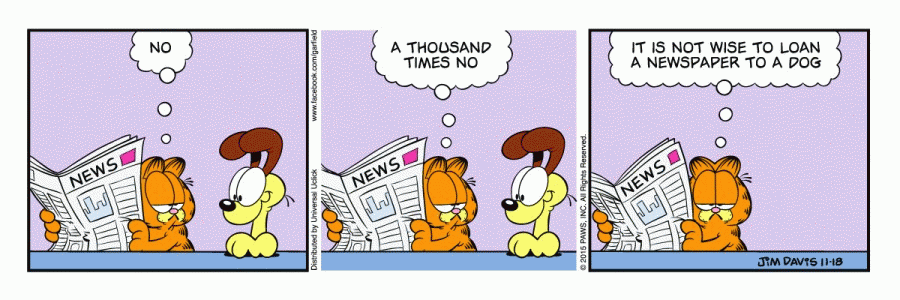 NO
NEWS
www.facebook.com/garfield
Distributed by Universal Uclick
A THOUSAND
TIMES NO
NEWS
© 2015 PAWS, INC. All Rights Reserved.
IT IS NOT WISE TO LOAN
A NEWSPAPER TO A DOG
NEWS
JIM DAVIS 11·18